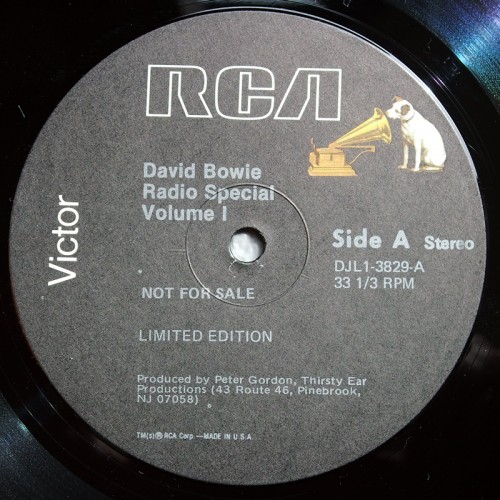 RCA
Victor
David Bowie
Radio Special
Volume I
Side A Stereo
DJL1-3829-A
33 1/3 RPM
NOT FOR SALE
LIMITED EDITION
Produced by Peter Gordon, Thirsty Ear
Productions (43 Route 46, Pinebrook,
NJ 07058)
TM(s)® RCA Corp.—MADE IN U.S.A.